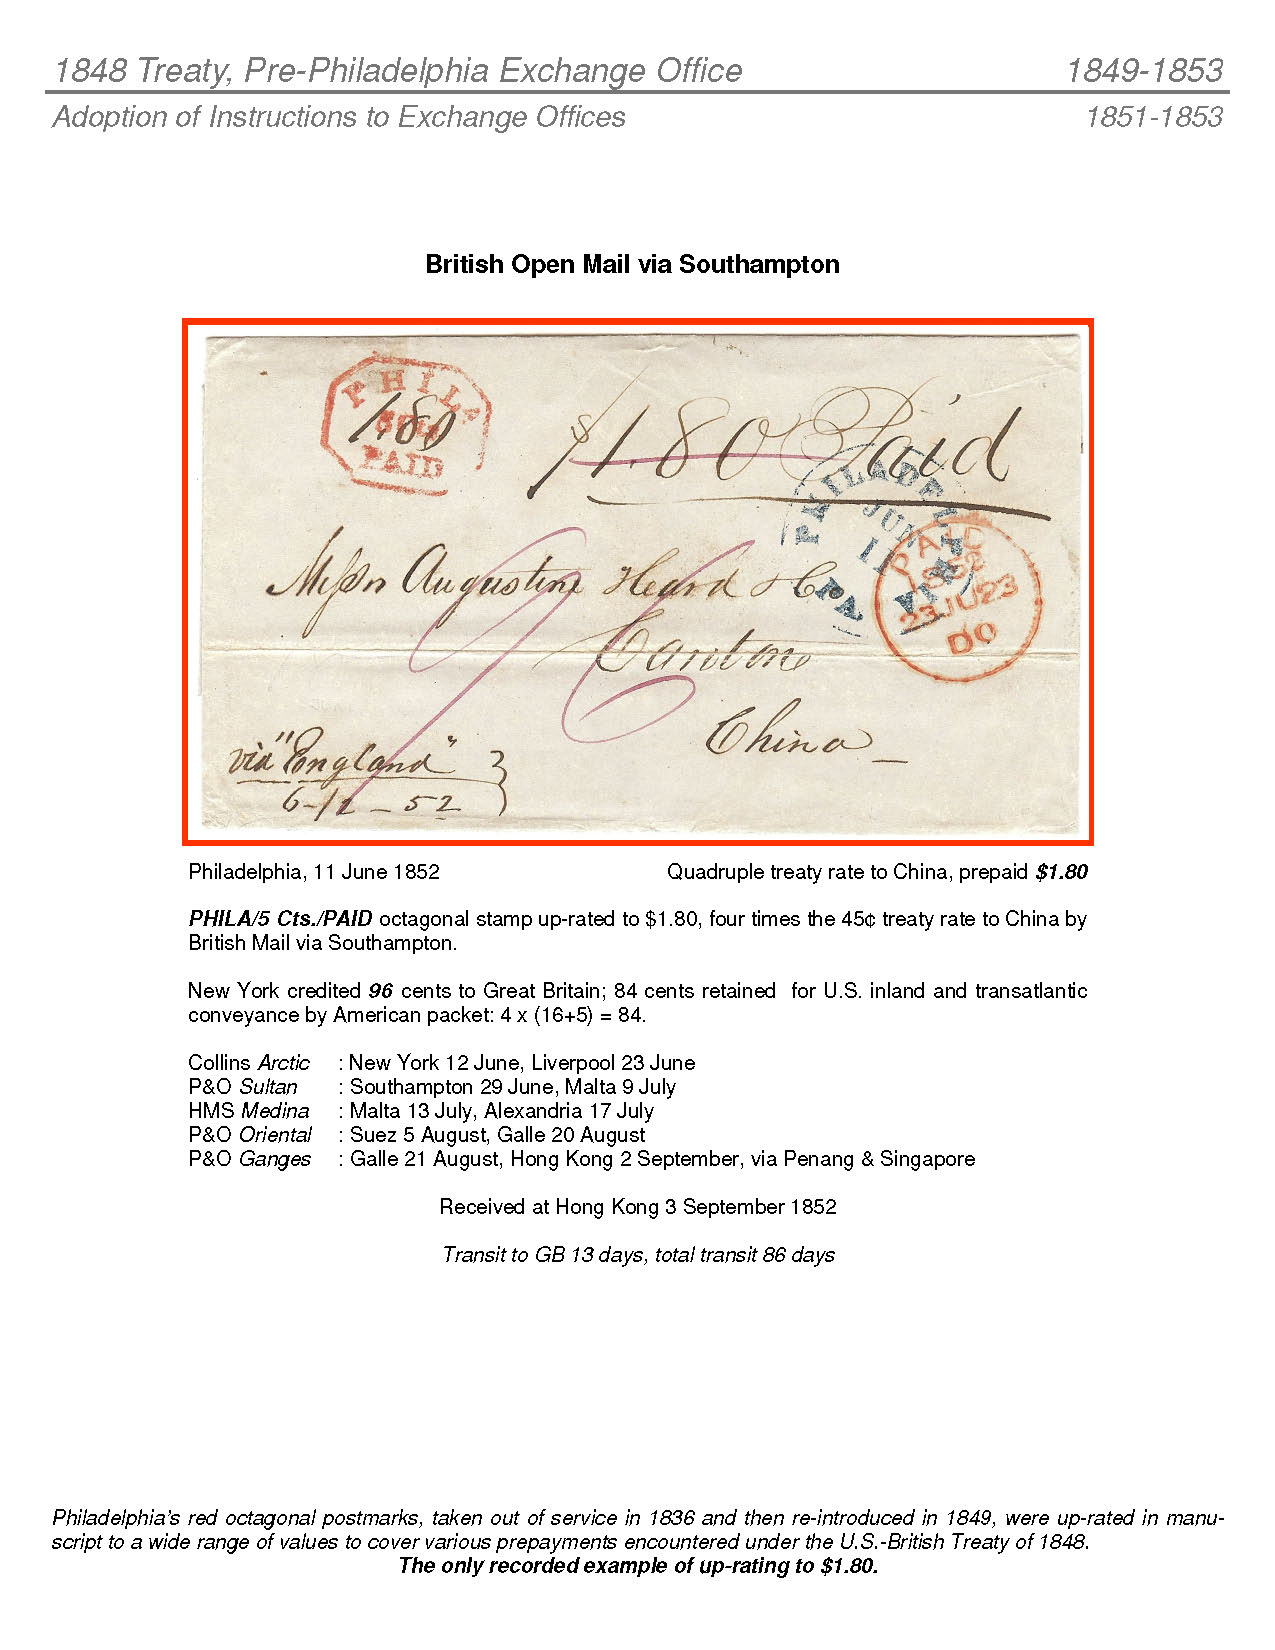 1848 Treaty, Pre-Philadelphia Exchange Office 1849-1853
Adoption of Instructions to Exchange Offices 1851-1853
British Open Mail via Southampton
PHILA
1.80
PAID
$1.80 Paid
PHILADELPHIA
JUN
11
PA
PAID
1852
23JU23
DO
Messrs Augustine Heard & Co
Canton
China
96
via "England"
6-12-52
Philadelphia, 11 June 1852 Quadruple treaty rate to China, prepaid $1.80
PHILA/5 Cts./PAID octagonal stamp up-rated to $1.80, four times the 45¢ treaty rate to China by
British Mail via Southampton.
New York credited 96 cents to Great Britain; 84 cents retained for U.S. inland and transatlantic
conveyance by American packet: 4 x (16+5) = 84.
Collins Arctic : New York 12 June, Liverpool 23 June
P&O Sultan : Southampton 29 June, Malta 9 July
HMS Medina : Malta 13 July, Alexandria 17 July
P&O Oriental : Suez 5 August, Galle 20 August
P&O Ganges : Galle 21 August, Hong Kong 2 September, via Penang & Singapore
Received at Hong Kong 3 September 1852
Transit to GB 13 days, total transit 86 days
Philadelphia's red octagonal postmarks, taken out of service in 1836 and then re-introduced in 1849, were up-rated in manu-
script to a wide range of values to cover various prepayments encountered under the U.S.-British Treaty of 1848.
The only recorded example of up-rating to $1.80.